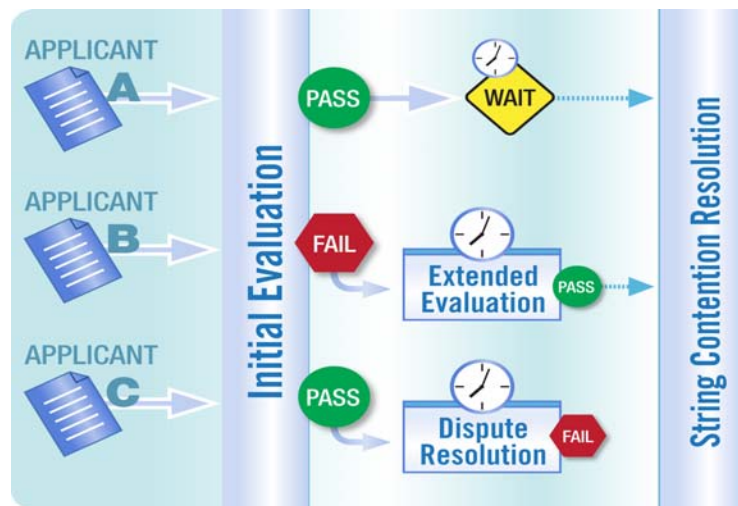 APPLICANT
A
PASS
WAIT
APPLICANT
B
FAIL
Extended
Evaluation
PASS
APPLICANT
C
PASS
Dispute
Resolution
FAIL
Initial Evaluation
String Contention Resolution